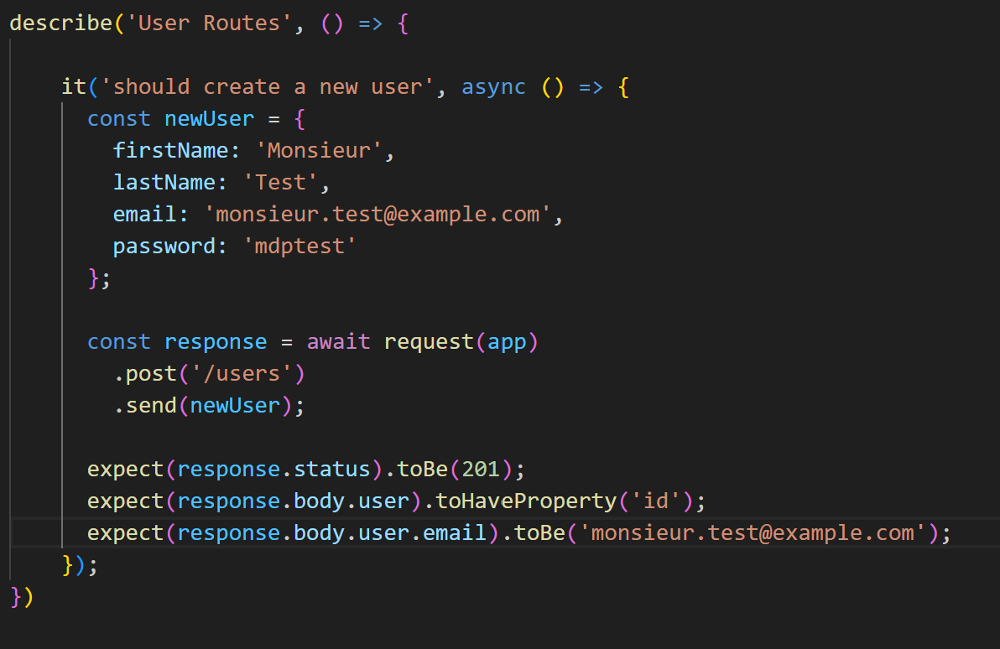 describe('User Routes', () => {
it('should create a new user', async () => {
const newUser = {
firstName: 'Monsieur',
lastName: 'Test',
email: 'monsieur.test@example.com',
password: 'mdptest'
};
const response = await request(app)
.post('/users')
.send(newUser);
expect(response.status).toBe(201);
expect(response.body.user).toHaveProperty('id');
expect(response.body.user.email).toBe('monsieur.test@example.com');
});
})